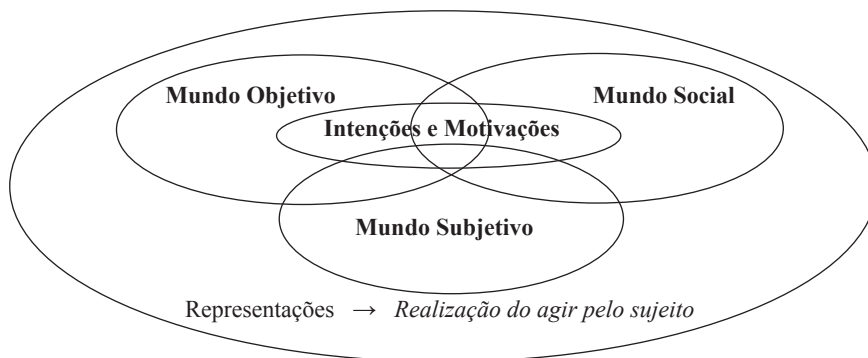 Mundo Objetivo
Mundo Social
Intenções e Motivações
Mundo Subjetivo
Representações → Realização do agir pelo sujeito